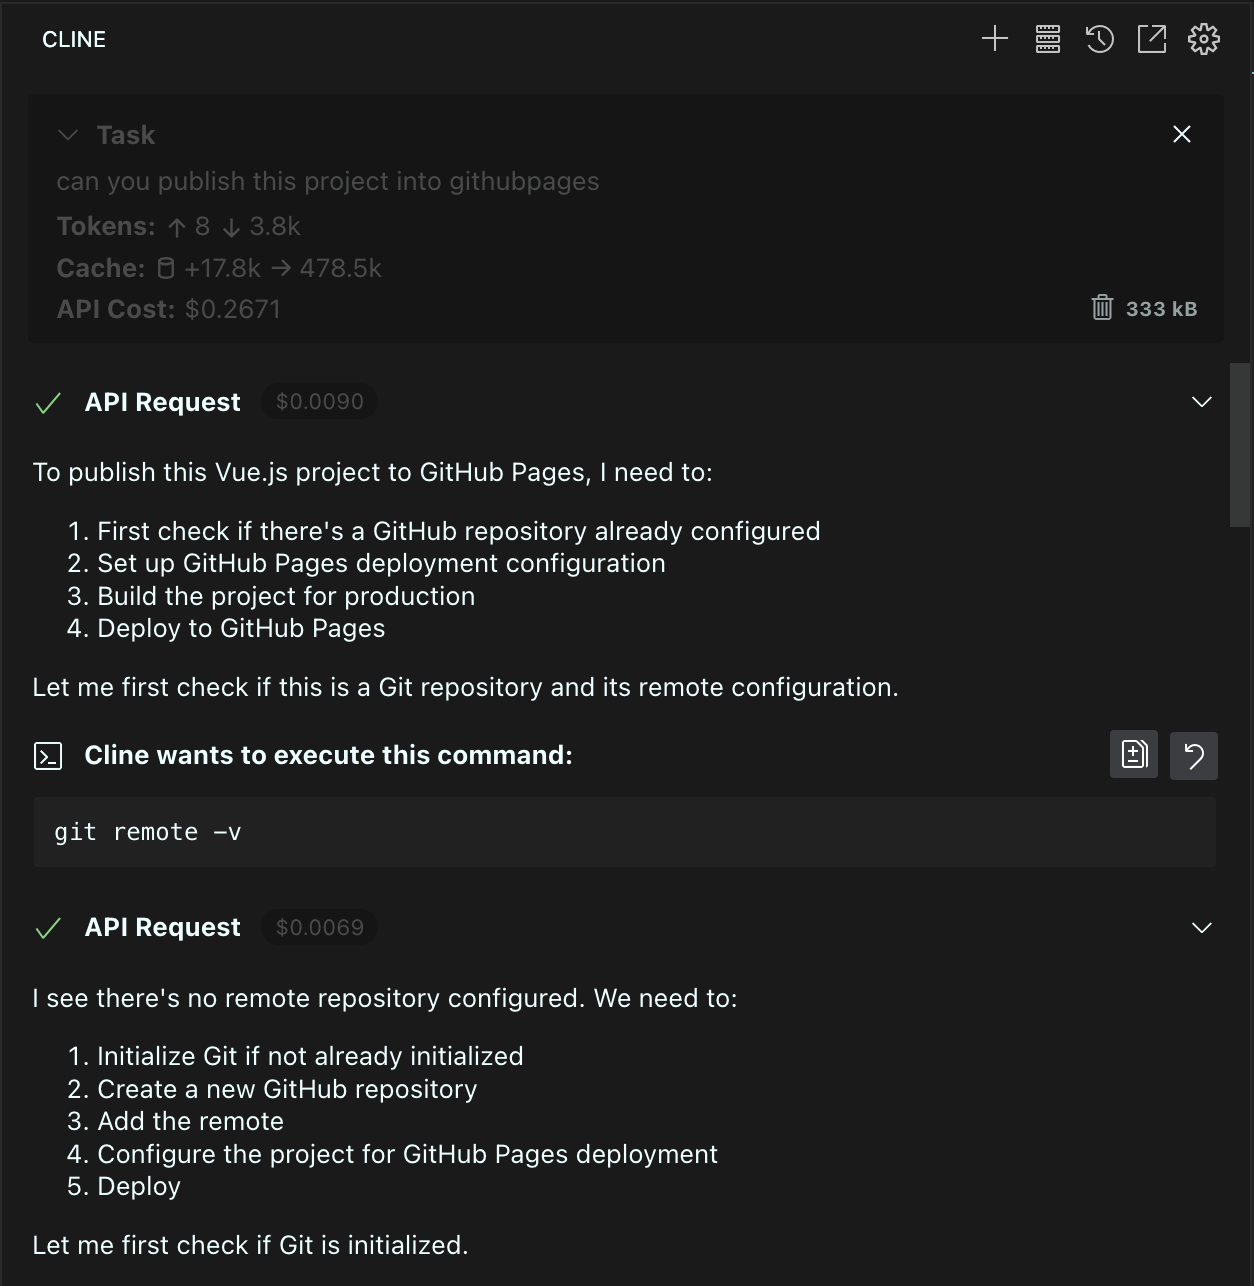 CLINE
Task
can you publish this project into githubpages
Tokens: ↑ 8 ↓ 3.8k
Cache: +17.8k → 478.5k
API Cost: $0.2671
333 kB
API Request $0.0090
To publish this Vue.js project to GitHub Pages, I need to:
1. First check if there's a GitHub repository already configured
2. Set up GitHub Pages deployment configuration
3. Build the project for production
4. Deploy to GitHub Pages
Let me first check if this is a Git repository and its remote configuration.
Cline wants to execute this command:
git remote -v
API Request $0.0069
I see there's no remote repository configured. We need to:
1. Initialize Git if not already initialized
2. Create a new GitHub repository
3. Add the remote
4. Configure the project for GitHub Pages deployment
5. Deploy
Let me first check if Git is initialized.